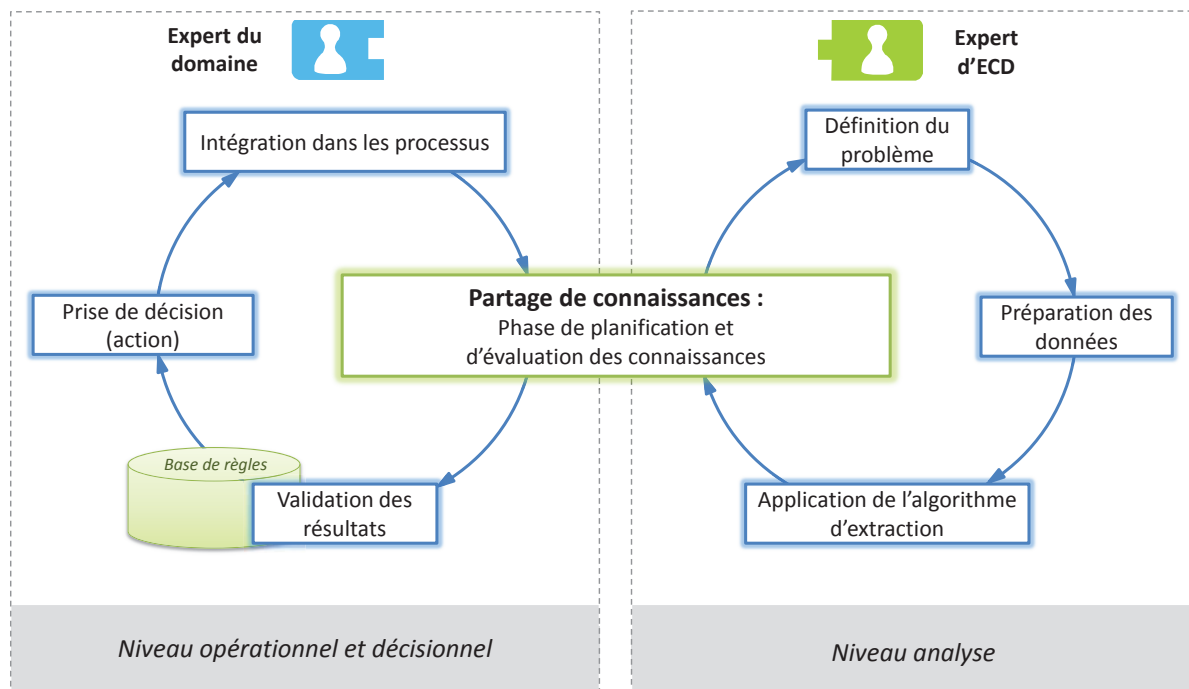 Expert du
domaine
Expert
d’ECD
Intégration dans les processus
Définition du
problème
Partage de connaissances :
Phase de planification et
d’évaluation des connaissances
Prise de décision
(action)
Préparation des
données
Base de règles
Validation des
résultats
Application de l’algorithme
d’extraction
Niveau opérationnel et décisionnel
Niveau analyse